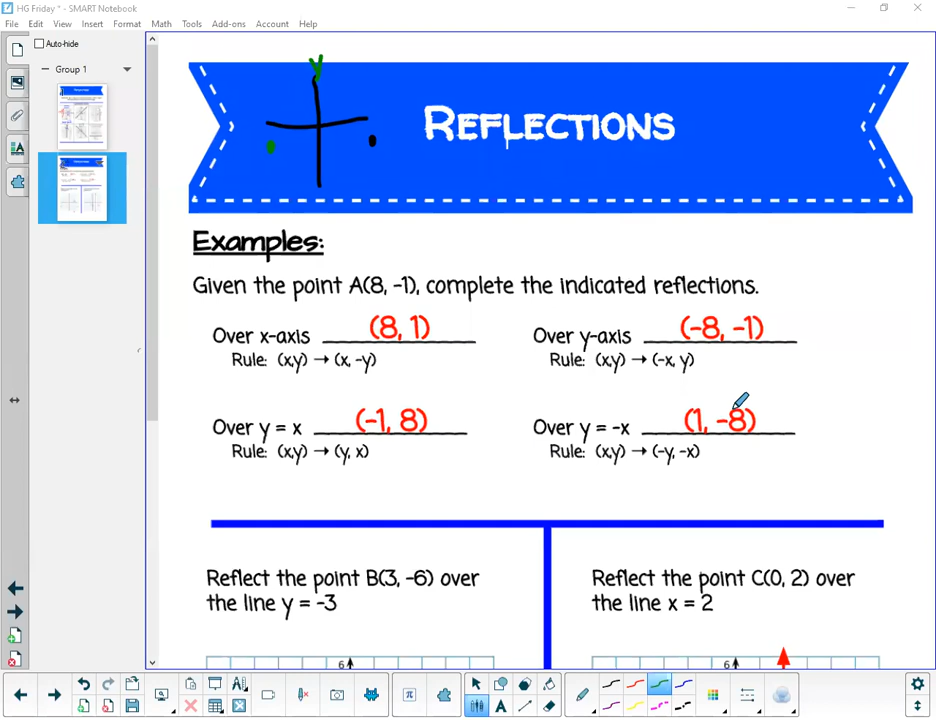 HG Friday * - SMART Notebook
File Edit View Insert Format Math Tools Add-ons Account Help
Auto-hide
Group 1
y
REFLECTIONS
Examples:
Given the point A(8, -1), complete the indicated reflections.
Over x-axis (8, 1)
Rule: (x,y) → (x, -y)
Over y-axis (-8, -1)
Rule: (x,y) → (-x, y)
Over y = x (-1, 8)
Rule: (x,y) → (y, x)
Over y = -x (1, -8)
Rule: (x,y) → (-y, -x)
Reflect the point B(3, -6) over
the line y = -3
6
Reflect the point C(0, 2) over
the line x = 2
6